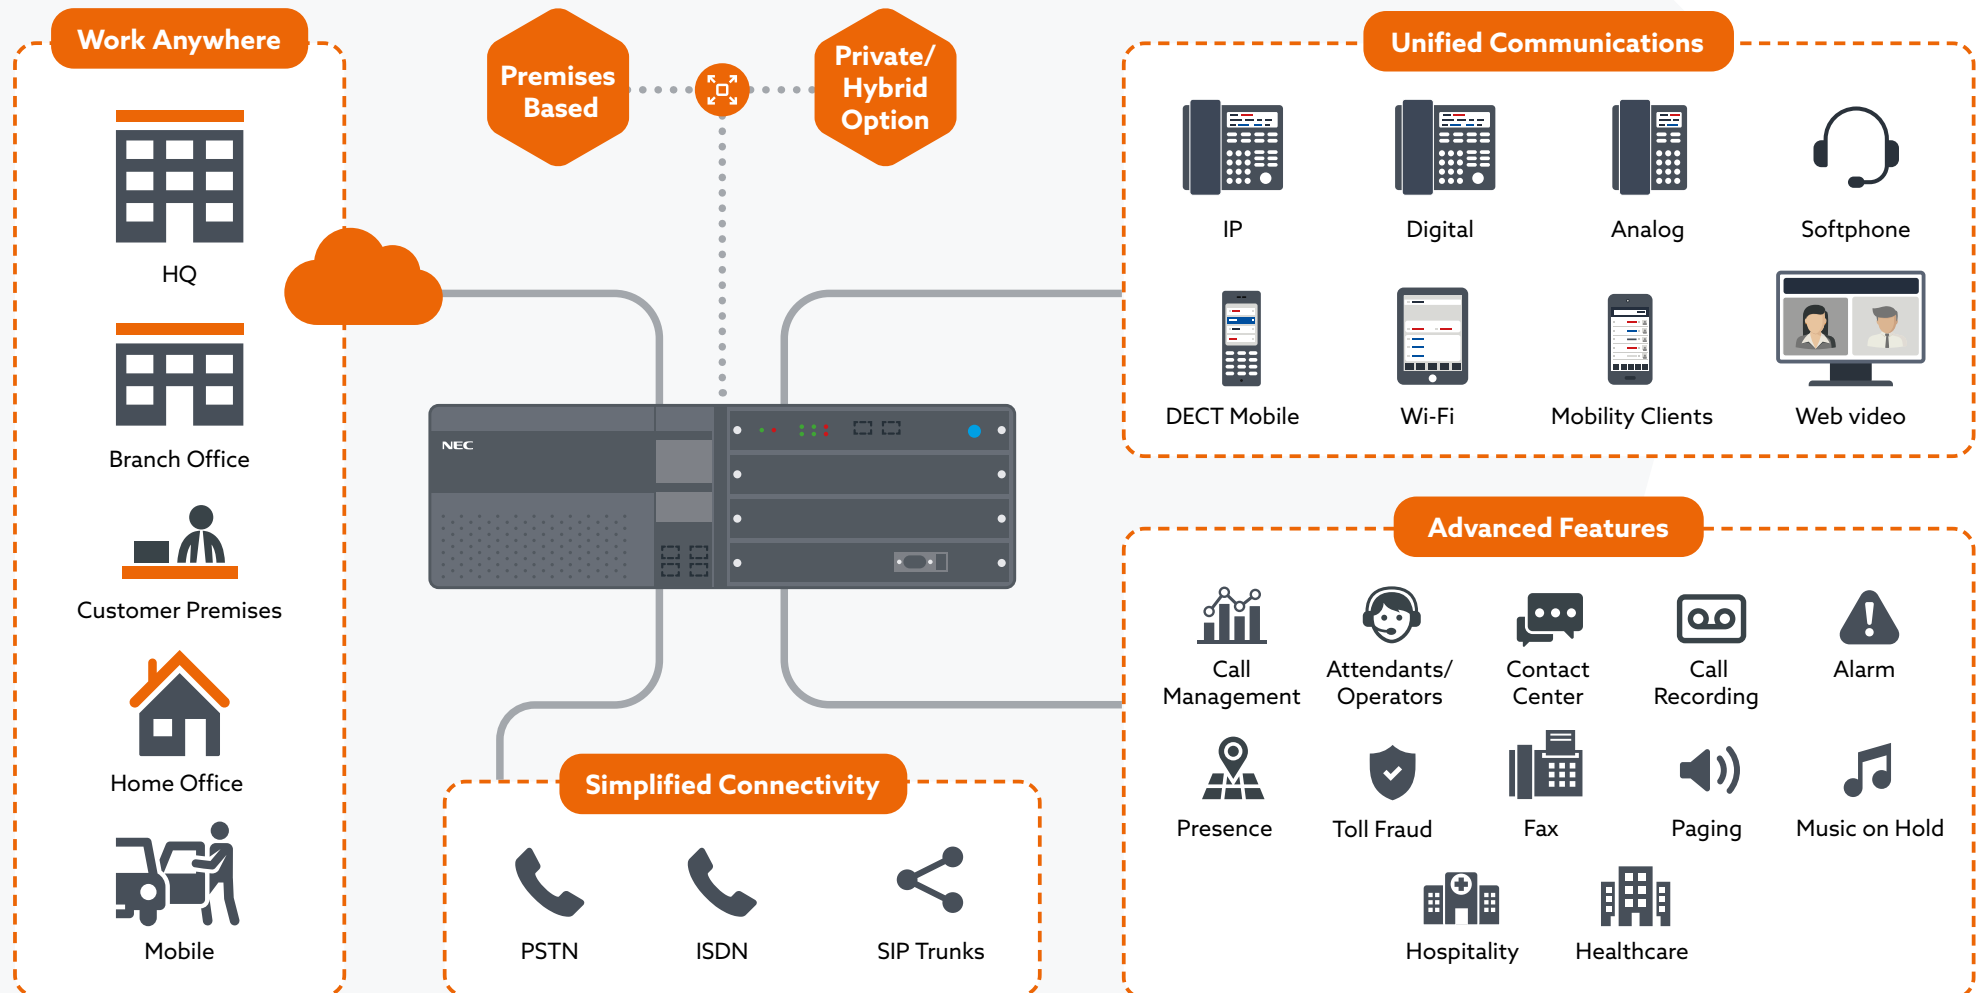 Work Anywhere
HQ
Branch Office
Customer Premises
Home Office
Mobile
Premises
Based
Private/
Hybrid
Option
NEC
Simplified Connectivity
PSTN
ISDN
SIP Trunks
Unified Communications
IP
Digital
Analog
Softphone
DECT Mobile
Wi-Fi
Mobility Clients
Web video
Advanced Features
Call
Management
Attendants/
Operators
Contact
Center
Call
Recording
Alarm
Presence
Toll Fraud
Fax
Paging
Music on Hold
Hospitality
Healthcare